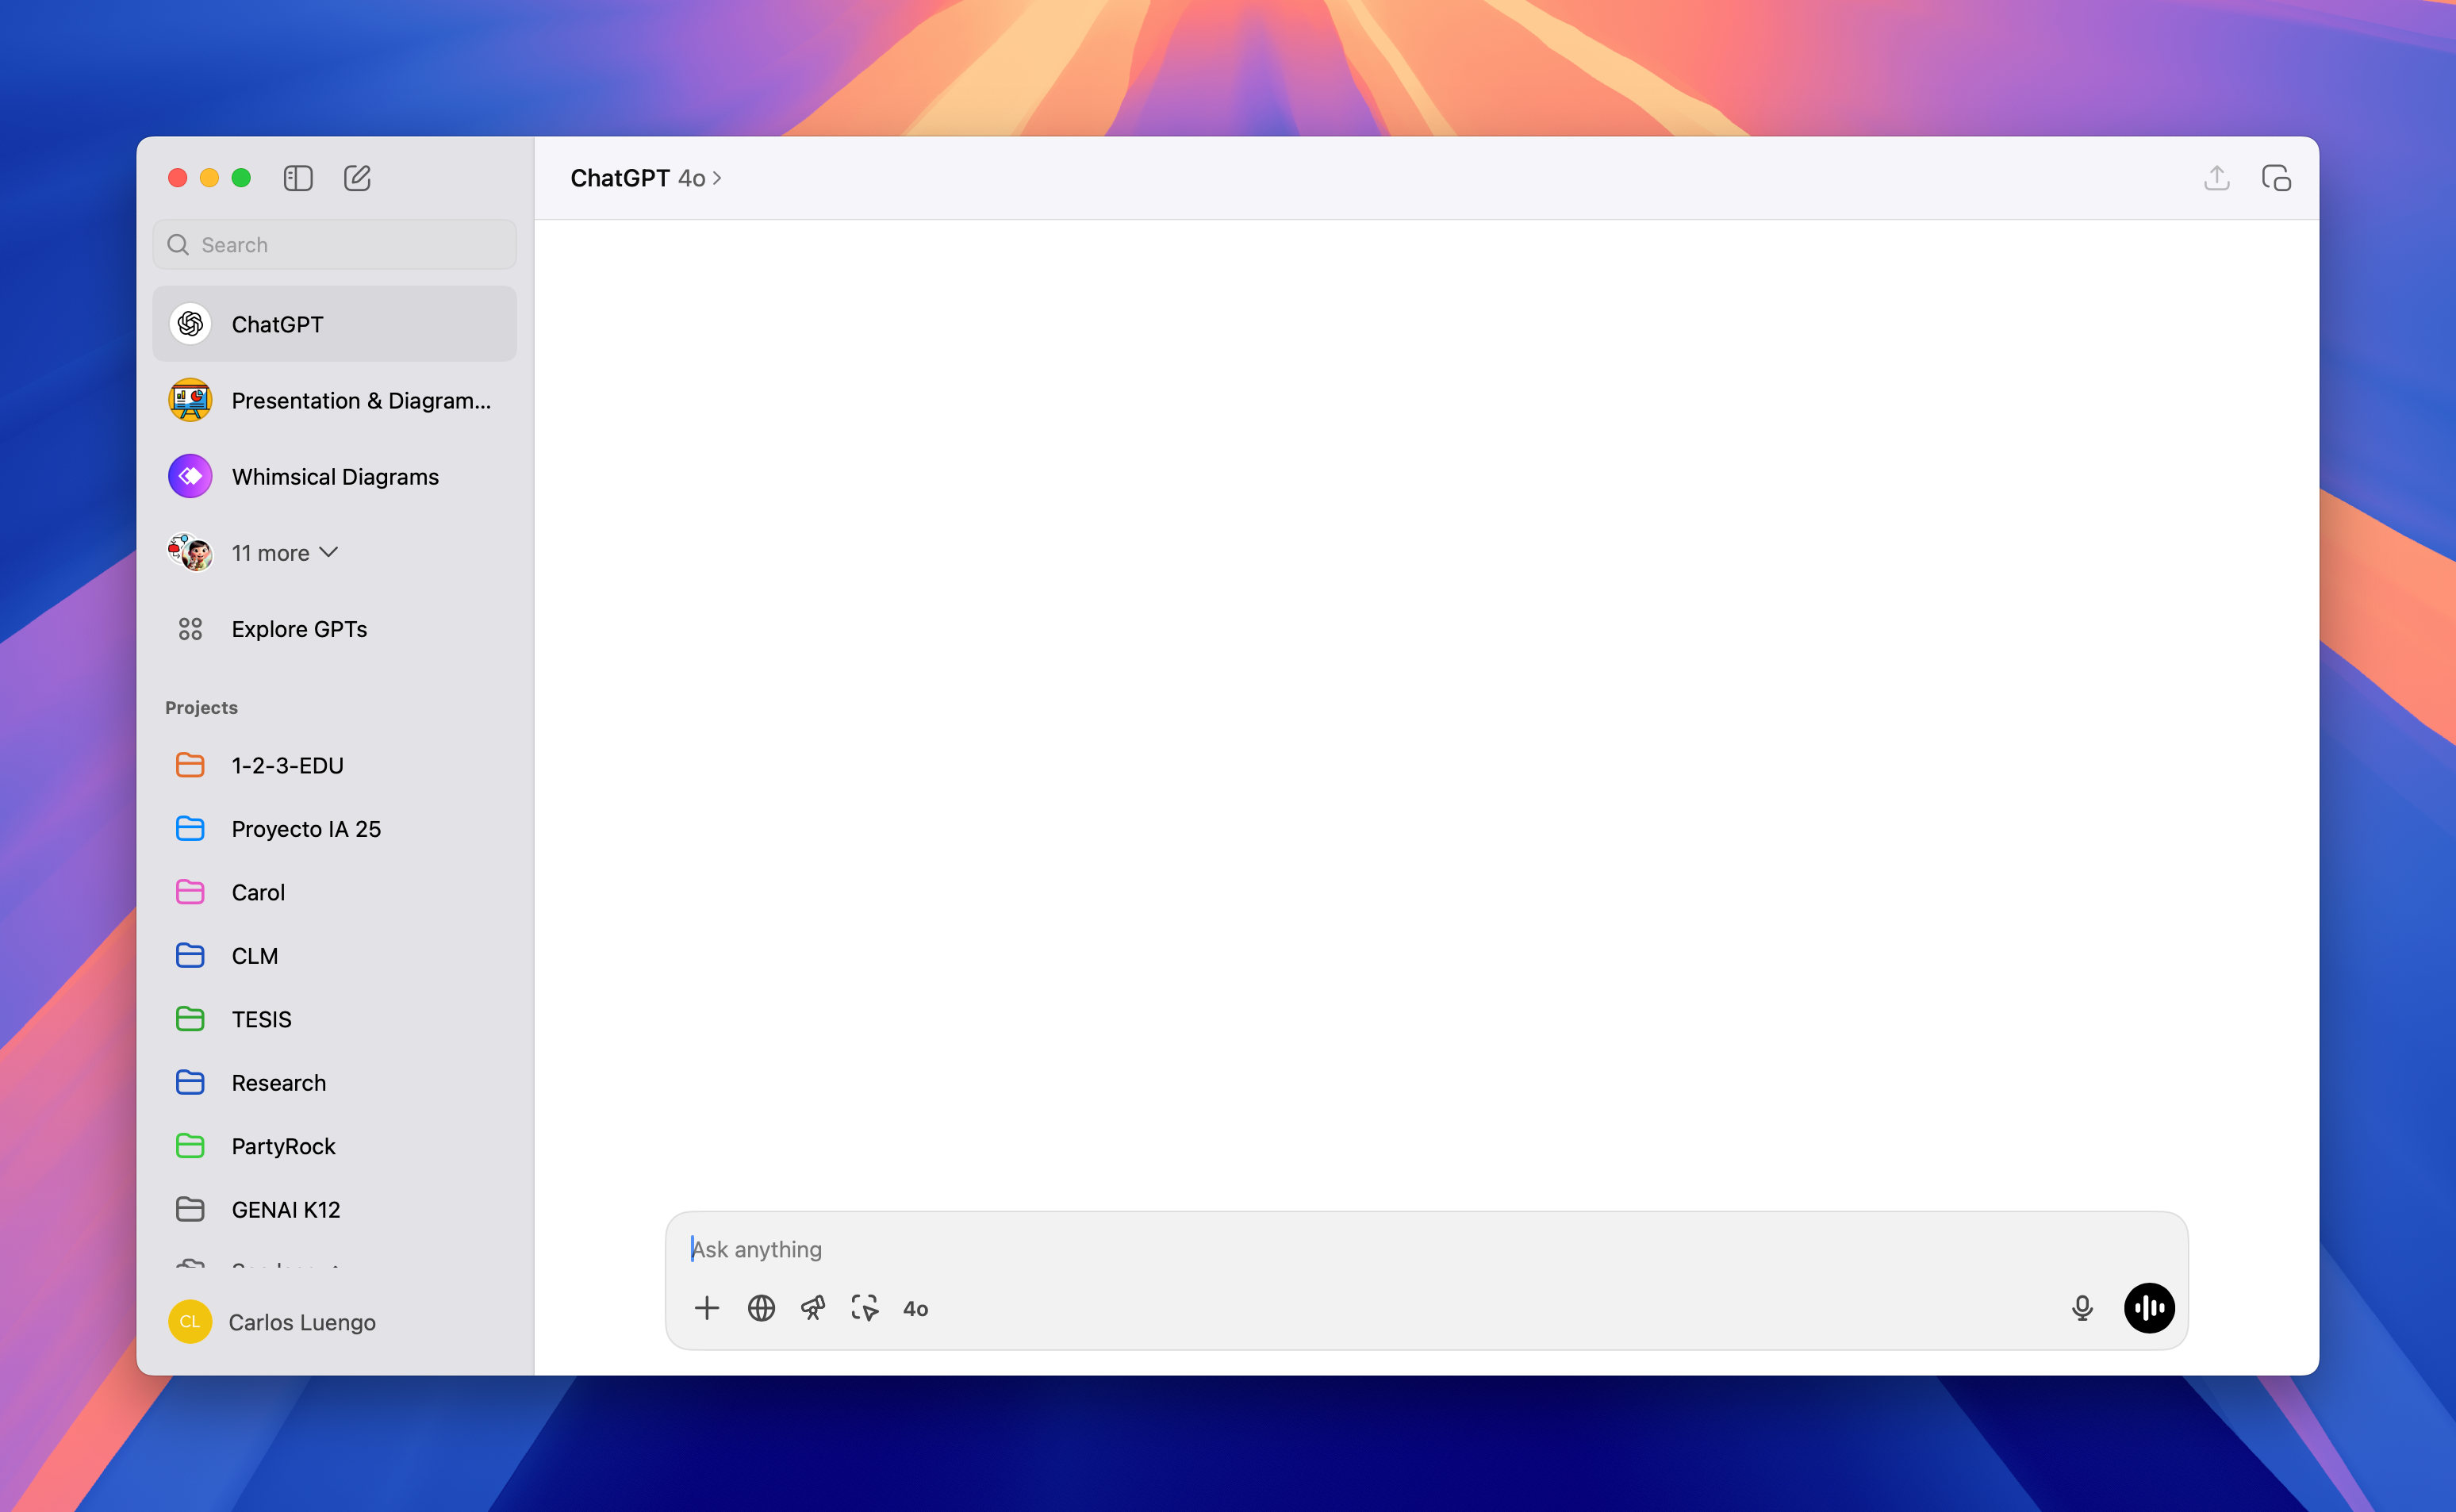 ChatGPT 4o
Search
ChatGPT
Presentation & Diagram...
Whimsical Diagrams
11 more
Explore GPTs
Projects
1-2-3-EDU
Proyecto IA 25
Carol
CLM
TESIS
Research
PartyRock
GENAI K12
CL
Carlos Luengo
Ask anything
4o